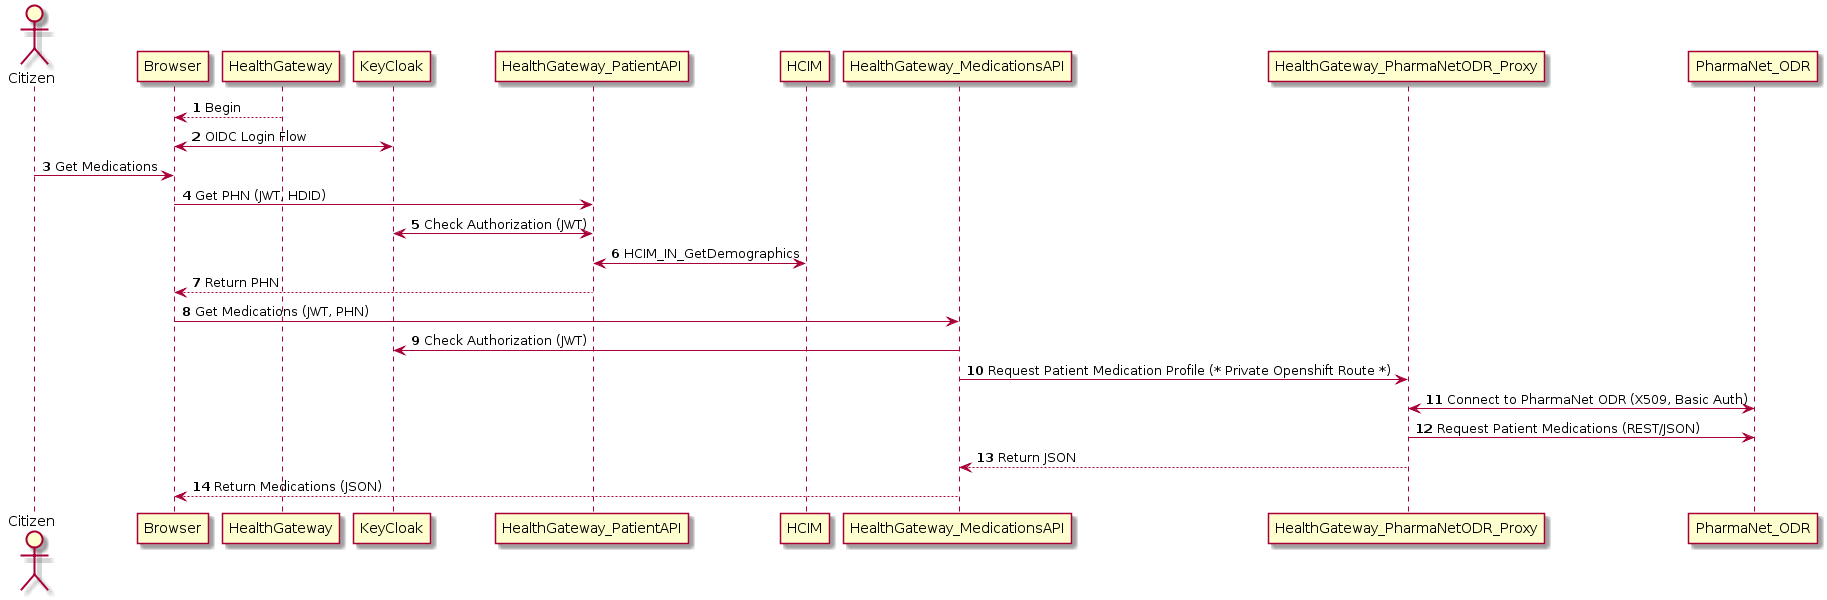 Citizen
Browser
HealthGateway
KeyCloak
HealthGateway_PatientAPI
HCIM
HealthGateway_MedicationsAPI
HealthGateway_PharmaNetODR_Proxy
PharmaNet_ODR
1 Begin
2 OIDC Login Flow
3 Get Medications
4 Get PHN (JWT, HDID)
5 Check Authorization (JWT)
6 HCIM_IN_GetDemographics
7 Return PHN
8 Get Medications (JWT, PHN)
9 Check Authorization (JWT)
10 Request Patient Medication Profile (* Private Openshift Route *)
11 Connect to PharmaNet ODR (X509, Basic Auth)
12 Request Patient Medications (REST/JSON)
13 Return JSON
14 Return Medications (JSON)
Citizen
Browser
HealthGateway
KeyCloak
HealthGateway_PatientAPI
HCIM
HealthGateway_MedicationsAPI
HealthGateway_PharmaNetODR_Proxy
PharmaNet_ODR